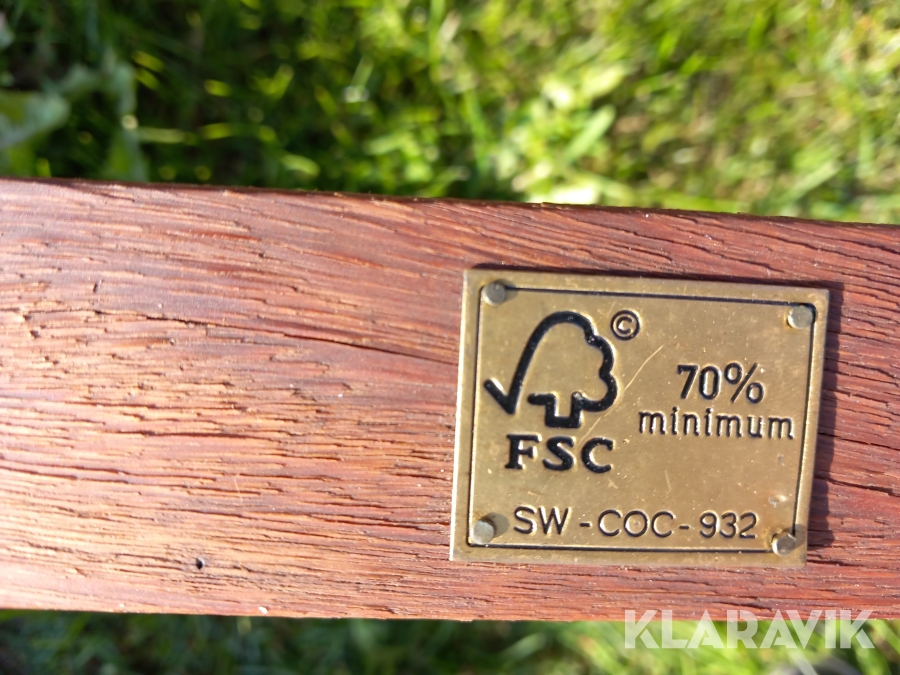 ©
70%
minimum
FSC
SW-COC-932
KLARAVIK